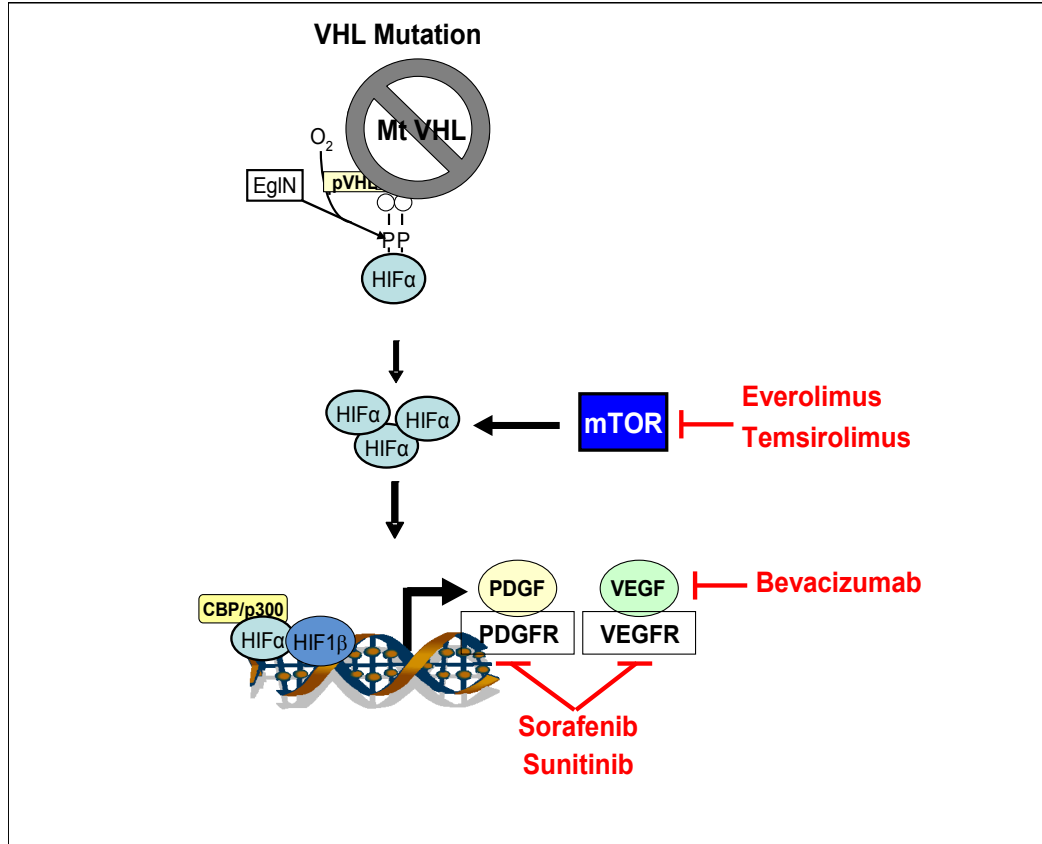 VHL Mutation
Mt VHL
O2
EglN
pVHL
P P
HIFα
HIFα
HIFα
HIFα
mTOR
Everolimus
Temsirolimus
PDGF
VEGF
Bevacizumab
CBP/p300
HIFα
HIF1β
PDGFR
VEGFR
Sorafenib
Sunitinib